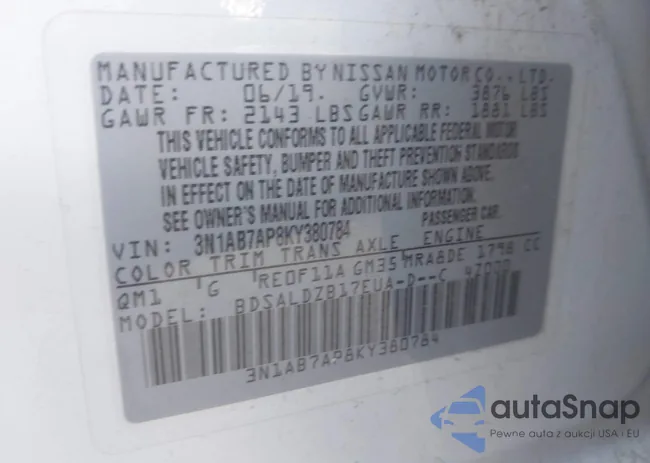 MANUFACTURED BY NISSAN MOTOR CO., LTD.
DATE: 06/19. GVWR: 3876 LBS
GAWR FR: 2143 LBS GAWR RR: 1881 LBS
THIS VEHICLE CONFORMS TO ALL APPLICABLE FEDERAL MOTOR
VEHICLE SAFETY, BUMPER AND THEFT PREVENTION STANDARDS
IN EFFECT ON THE DATE OF MANUFACTURE SHOWN ABOVE.
SEE OWNER'S MANUAL FOR ADDITIONAL INFORMATION.
VIN: 3N1AB7AP8KY380784 PASSENGER CAR.
COLOR TRIM TRANS AXLE ENGINE
QM1 G RE0F11A GM35 MRA8DE 1798 CC
MODEL: BDSALDZB17EUA-D--C
3N1AB7AP8KY380784
autaSnap
Pewne auta z aukcji USA i EU